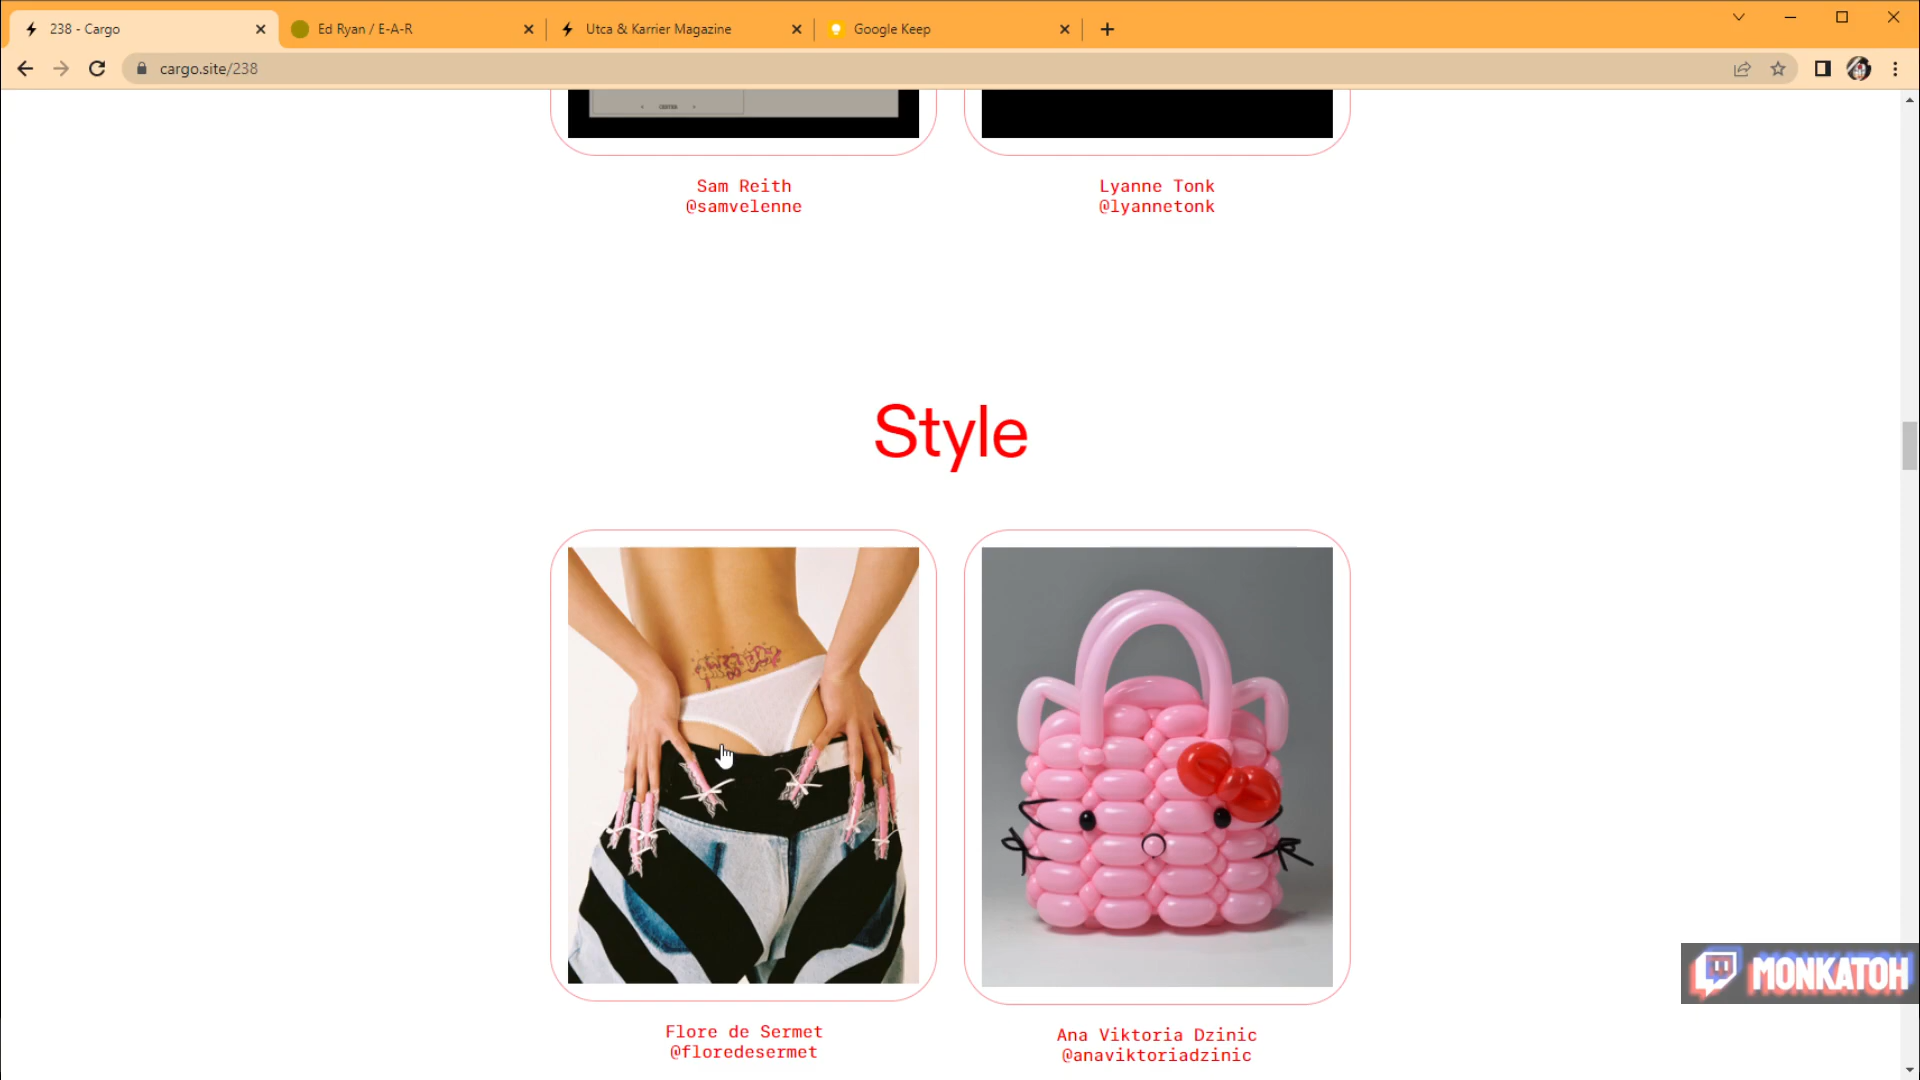 238 - Cargo
Ed Ryan / E-A-R
Utca & Karrier Magazine
Google Keep
cargo.site/238
CENTER
Sam Reith
@samvelenne
Lyanne Tonk
@lyannetonk
Style
Flore de Sermet
@floredesermet
Ana Viktoria Dzinic
@anaviktoriadzinic
MONKATOH